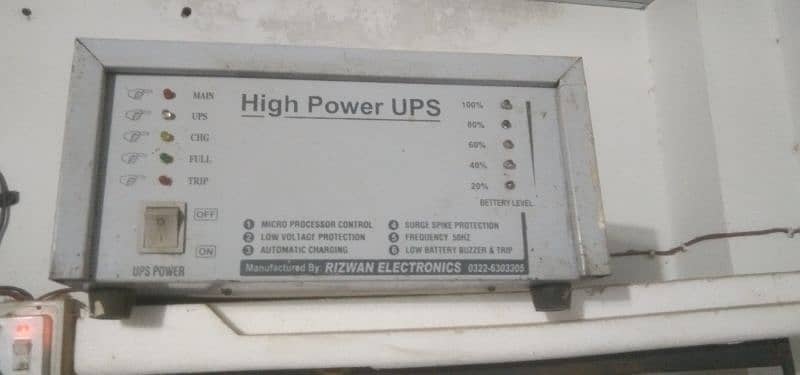 High Power UPS
MAIN
UPS
CHG
FULL
TRIP
100%
80%
60%
40%
20%
BETTERY LEVEL
OFF
ON
UPS POWER
1 MICRO PROCESSOR CONTROL
2 LOW VOLTAGE PROTECTION
3 AUTOMATIC CHARGING
4 SURGE SPIKE PROTECTION
5 FREQUENCY 50HZ
6 LOW BATTERY BUZZER & TRIP
Manufactured By: RIZWAN ELECTRONICS 0322-6303305